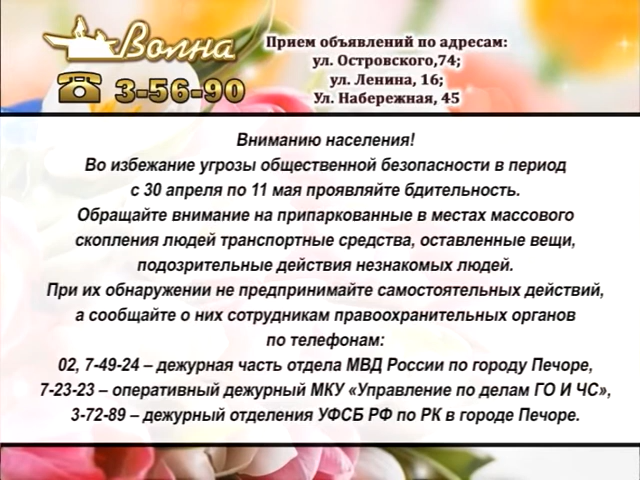 Волна
☎ 3-56-90
Прием объявлений по адресам:
ул. Островского,74;
ул. Ленина, 16;
Ул. Набережная, 45
Вниманию населения!
Во избежание угрозы общественной безопасности в период
с 30 апреля по 11 мая проявляйте бдительность.
Обращайте внимание на припаркованные в местах массового
скопления людей транспортные средства, оставленные вещи,
подозрительные действия незнакомых людей.
При их обнаружении не предпринимайте самостоятельных действий,
а сообщайте о них сотрудникам правоохранительных органов
по телефонам:
02, 7-49-24 – дежурная часть отдела МВД России по городу Печоре,
7-23-23 – оперативный дежурный МКУ «Управление по делам ГО И ЧС»,
3-72-89 – дежурный отделения УФСБ РФ по РК в городе Печоре.